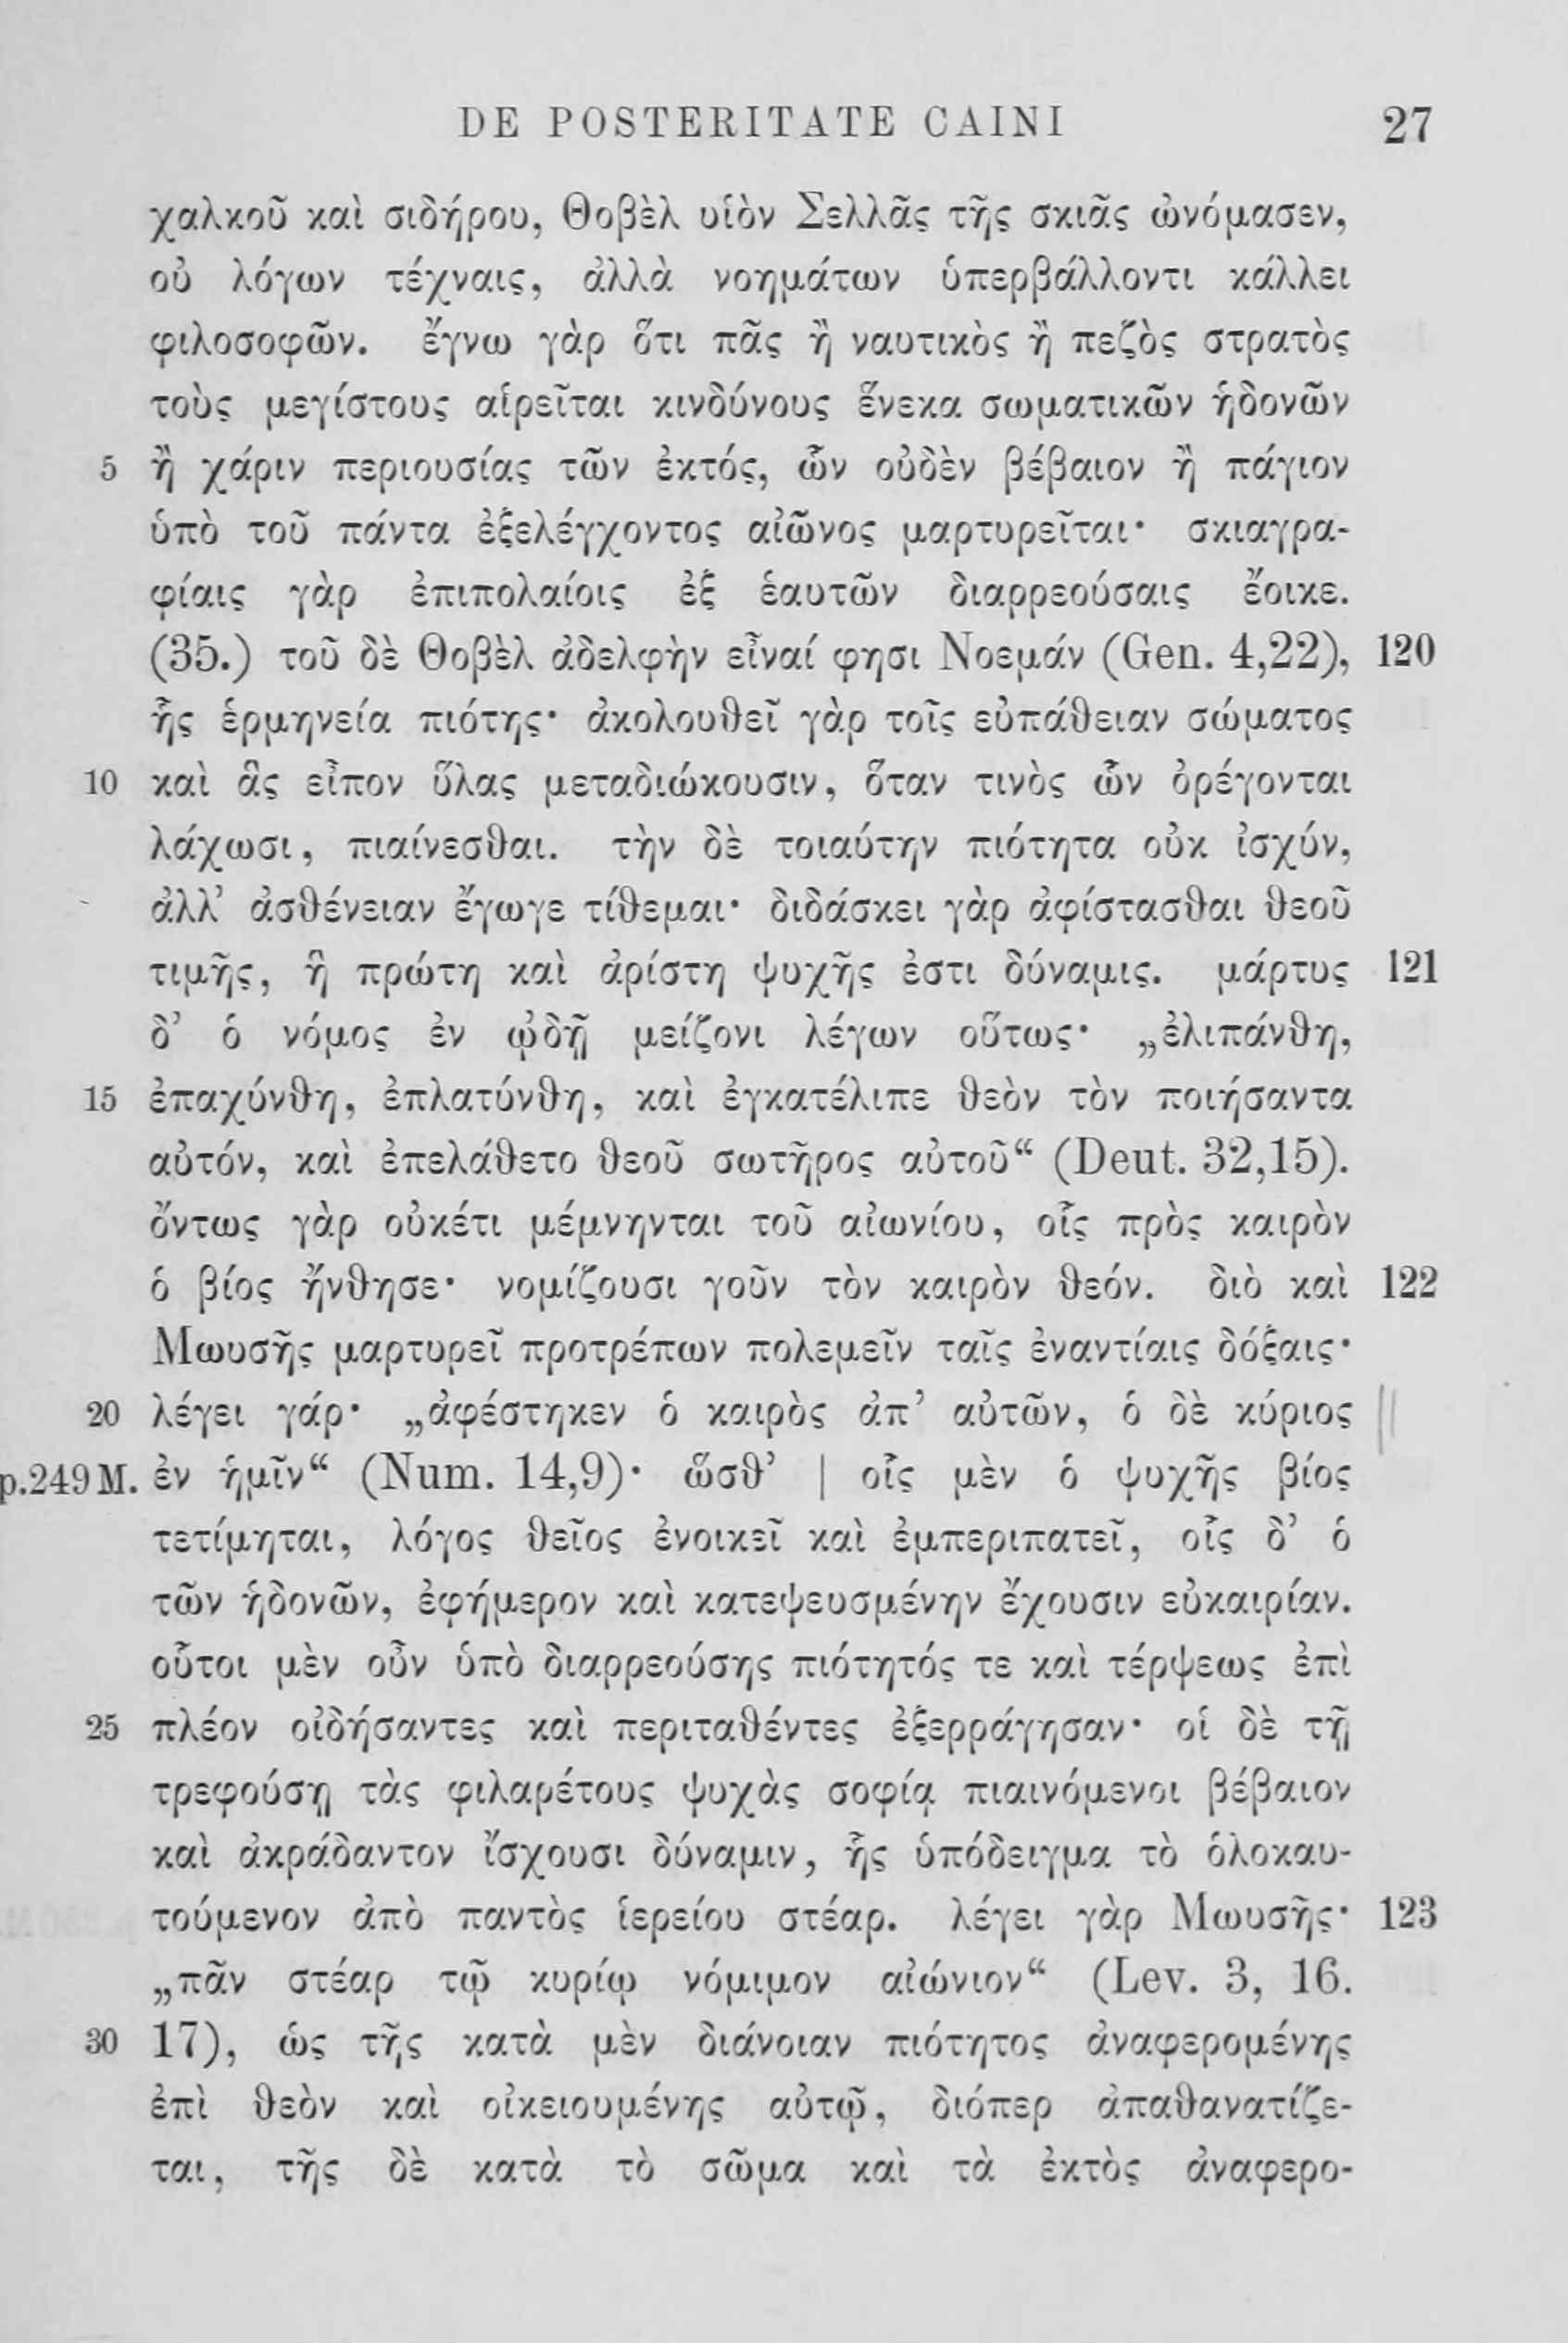 DE POSTERITATE CAINI 27
χαλκοῦ καὶ σιδήρου, Θοβὲλ υἱὸν Σελλᾶς τῆς σκιᾶς ὠνόμασεν,
οὐ λόγων τέχναις, ἀλλὰ νοημάτων ὑπερβάλλοντι κάλλει
φιλοσοφῶν. ἔγνω γὰρ ὅτι πᾶς ἢ ναυτικὸς ἢ πεζὸς στρατὸς
τοὺς μεγίστους αἱρεῖται κινδύνους ἕνεκα σωματικῶν ἡδονῶν
5 ἢ χάριν περιουσίας τῶν ἐκτός, ὧν οὐδὲν βέβαιον ἢ πάγιον
ὑπὸ τοῦ πάντα ἐξελέγχοντος αἰῶνος μαρτυρεῖται· σκιαγρα-
φίαις γὰρ ἐπιπολαίοις ἐξ ἑαυτῶν διαρρεούσαις ἔοικε.
(35.) τοῦ δὲ Θοβὲλ ἀδελφὴν εἶναί φησι Νοεμάν (Gen. 4,22), 120
ἧς ἑρμηνεία πιότης· ἀκολουθεῖ γὰρ τοῖς εὐπάθειαν σώματος
10 καὶ ἃς εἶπον ὕλας μεταδιώκουσιν, ὅταν τινὸς ὧν ὀρέγονται
λάχωσι, πιαίνεσθαι. τὴν δὲ τοιαύτην πιότητα οὐκ ἰσχύν,
ἀλλ’ ἀσθένειαν ἔγωγε τίθεμαι· διδάσκει γὰρ ἀφίστασθαι θεοῦ
τιμῆς, ἣ πρώτη καὶ ἀρίστη ψυχῆς ἐστι δύναμις. μάρτυς 121
δ’ ὁ νόμος ἐν ᾠδῇ μείζονι λέγων οὕτως· „ἐλιπάνθη,
15 ἐπαχύνθη, ἐπλατύνθη, καὶ ἐγκατέλιπε θεὸν τὸν ποιήσαντα
αὐτόν, καὶ ἐπελάθετο θεοῦ σωτῆρος αὐτοῦ“ (Deut. 32,15).
ὄντως γὰρ οὐκέτι μέμνηνται τοῦ αἰωνίου, οἷς πρὸς καιρὸν
ὁ βίος ἤνθησε· νομίζουσι γοῦν τὸν καιρὸν θεόν. διὸ καὶ 122
Μωυσῆς μαρτυρεῖ προτρέπων πολεμεῖν ταῖς ἐναντίαις δόξαις·
20 λέγει γάρ· „ἀφέστηκεν ὁ καιρὸς ἀπ’ αὐτῶν, ὁ δὲ κύριος
p.249 M. ἐν ἡμῖν“ (Num. 14,9)· ὥσθ’ | οἷς μὲν ὁ ψυχῆς βίος
τετίμηται, λόγος θεῖος ἐνοικεῖ καὶ ἐμπεριπατεῖ, οἷς δ’ ὁ
τῶν ἡδονῶν, ἐφήμερον καὶ κατεψευσμένην ἔχουσιν εὐκαιρίαν.
οὗτοι μὲν οὖν ὑπὸ διαρρεούσης πιότητός τε καὶ τέρψεως ἐπὶ
25 πλέον οἰδήσαντες καὶ περιταθέντες ἐξερράγησαν· οἱ δὲ τῇ
τρεφούσῃ τὰς φιλαρέτους ψυχὰς σοφίᾳ πιαινόμενοι βέβαιον
καὶ ἀκράδαντον ἴσχουσι δύναμιν, ἧς ὑπόδειγμα τὸ ὁλοκαυ-
τούμενον ἀπὸ παντὸς ἱερείου στέαρ. λέγει γὰρ Μωυσῆς· 123
„πᾶν στέαρ τῷ κυρίῳ νόμιμον αἰώνιον“ (Lev. 3, 16.
30 17), ὡς τῆς κατὰ μὲν διάνοιαν πιότητος ἀναφερομένης
ἐπὶ θεὸν καὶ οἰκειουμένης αὐτῷ, διόπερ ἀπαθανατίζε-
ται, τῆς δὲ κατὰ τὸ σῶμα καὶ τὰ ἐκτὸς ἀναφερο-